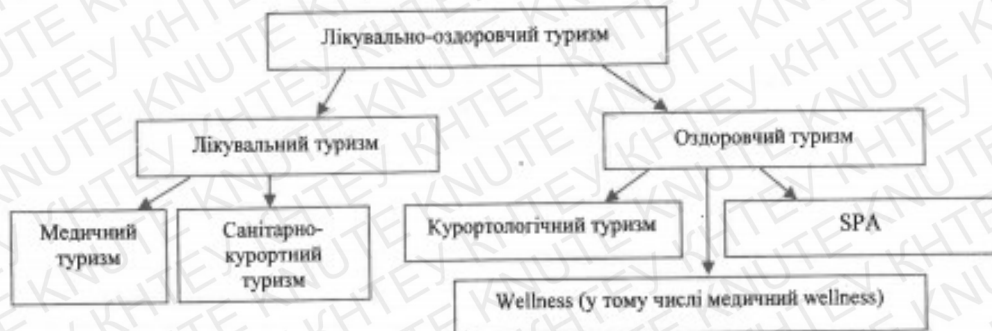 Лікувально-оздоровчий туризм
Лікувальний туризм
Оздоровчий туризм
Медичний
туризм
Санітарно-
курортний
туризм
Курортологічний туризм
SPA
Wellness (у тому числі медичний wellness)